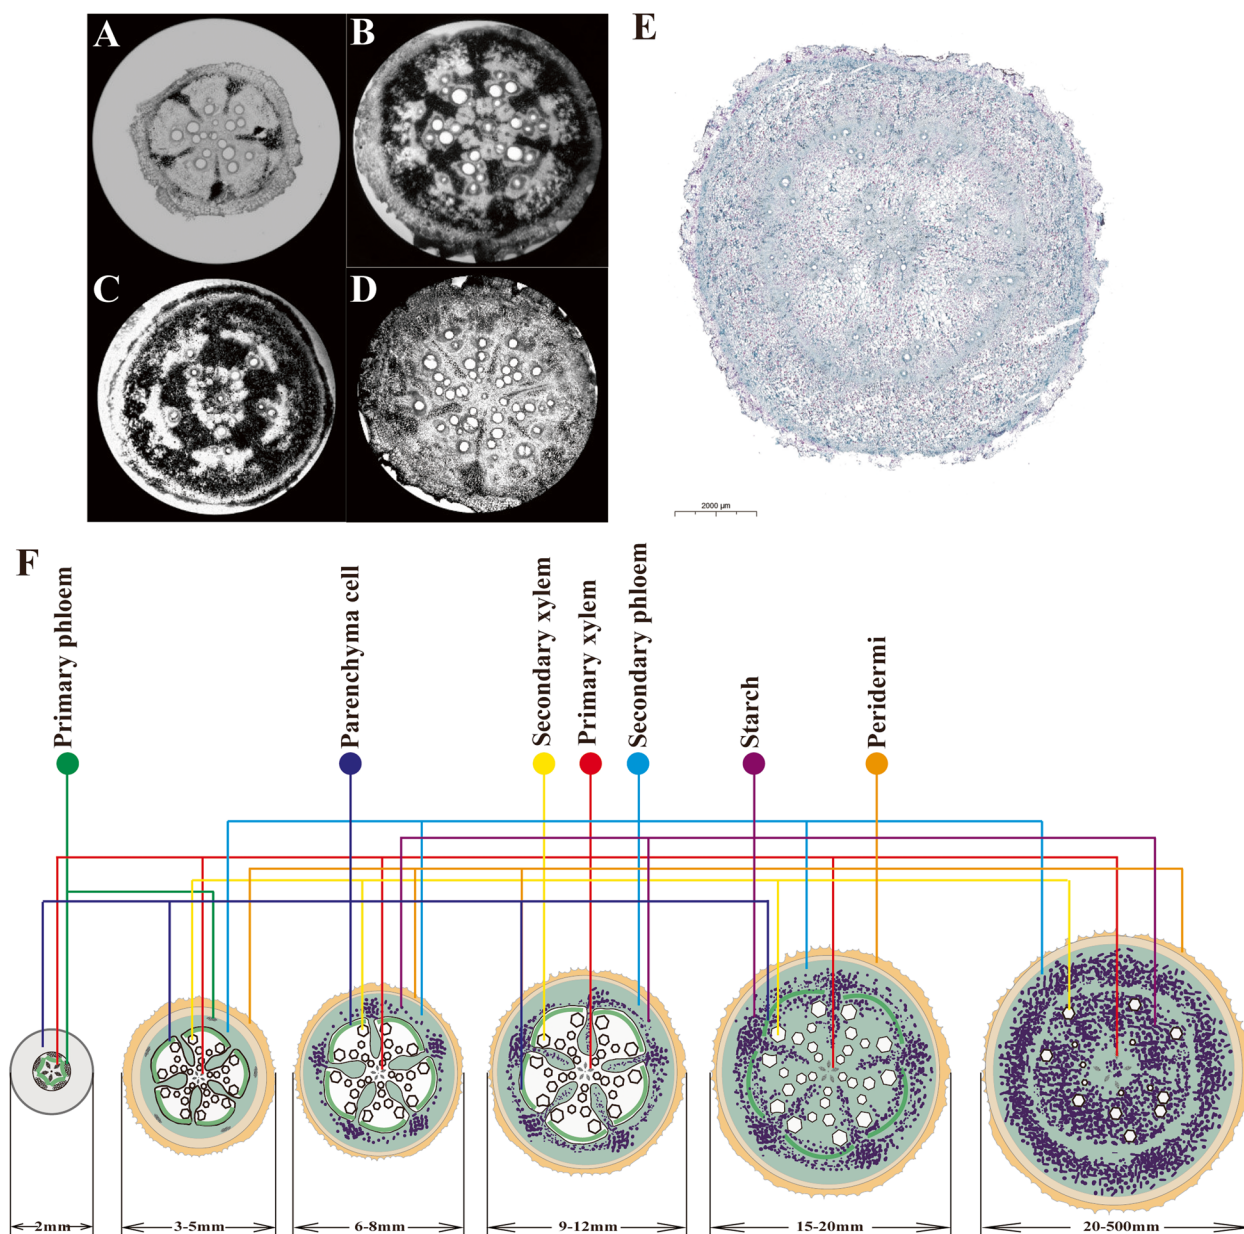 A
B
E
C
D
2000 µm
F
Primary phloem
Parenchyma cell
Secondary xylem
Primary xylem
Secondary phloem
Starch
Peridermi
2mm
3-5mm
6-8mm
9-12mm
15-20mm
20-500mm